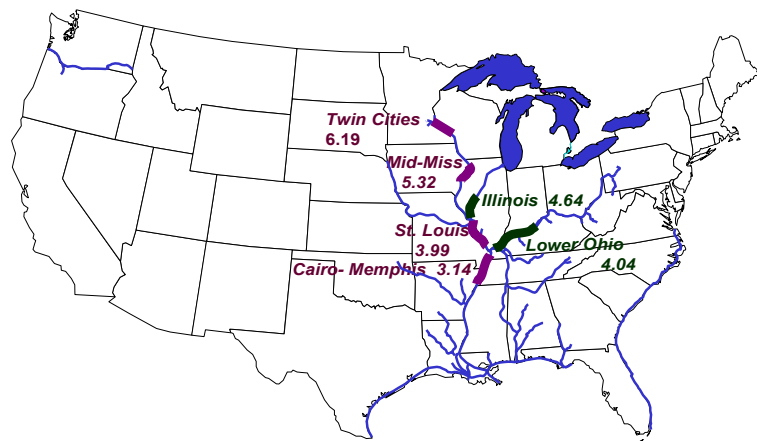 Twin Cities
6.19
Mid-Miss
5.32
Illinois 4.64
St. Louis
3.99
Lower Ohio
4.04
Cairo- Memphis 3.14